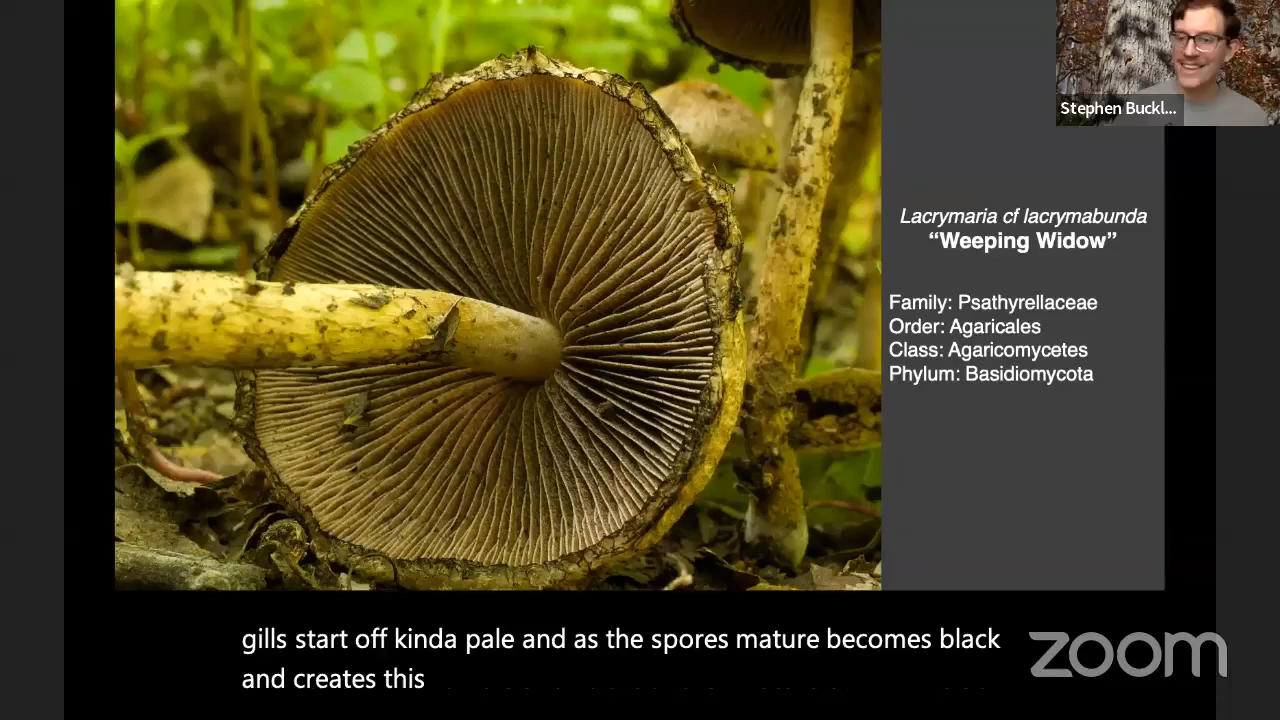 Stephen Buckl...
Lacrymaria cf lacrymabunda
“Weeping Widow”
Family: Psathyrellaceae
Order: Agaricales
Class: Agaricomycetes
Phylum: Basidiomycota
gills start off kinda pale and as the spores mature becomes black
and creates this
zoom